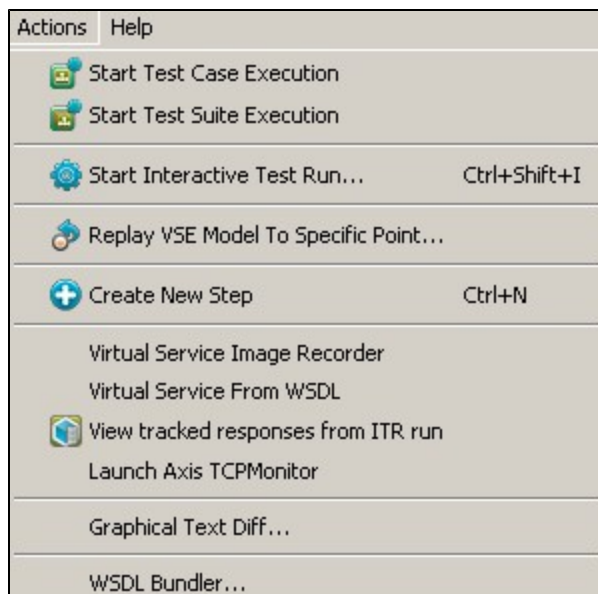 Actions Help
Start Test Case Execution
Start Test Suite Execution
Start Interactive Test Run... Ctrl+Shift+I
Replay VSE Model To Specific Point...
Create New Step Ctrl+N
Virtual Service Image Recorder
Virtual Service From WSDL
View tracked responses from ITR run
Launch Axis TCPMonitor
Graphical Text Diff...
WSDL Bundler...